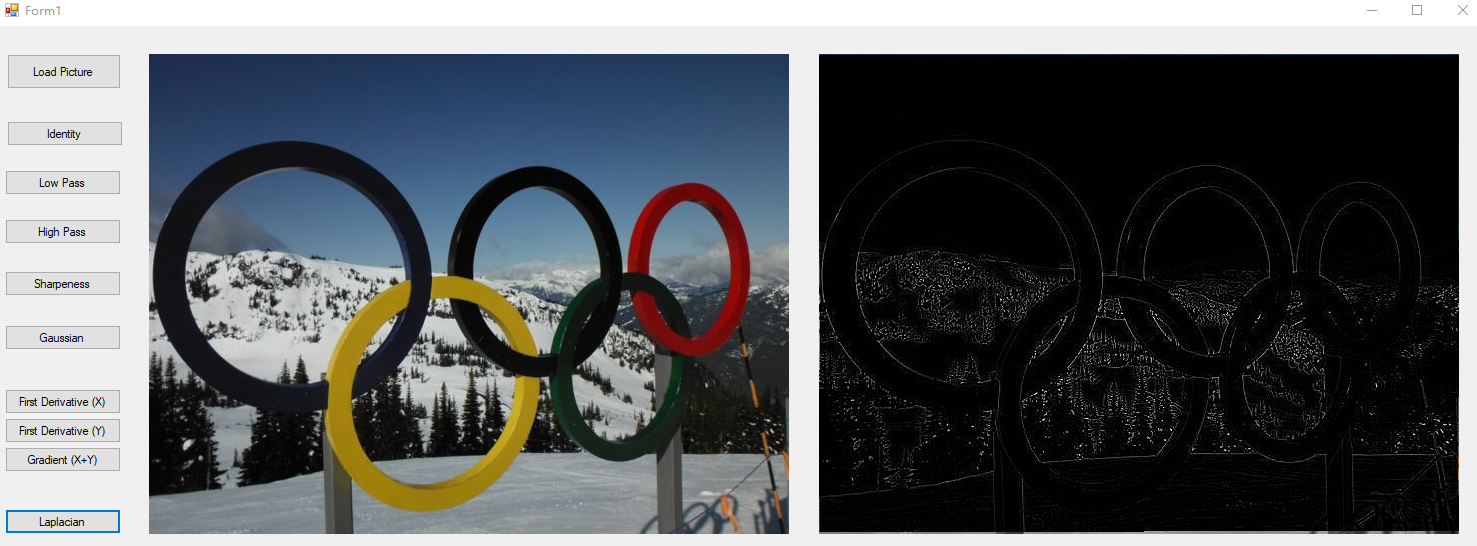 Form1
Load Picture
Identity
Low Pass
High Pass
Sharpeness
Gaussian
First Derivative (X)
First Derivative (Y)
Gradient (X+Y)
Laplacian